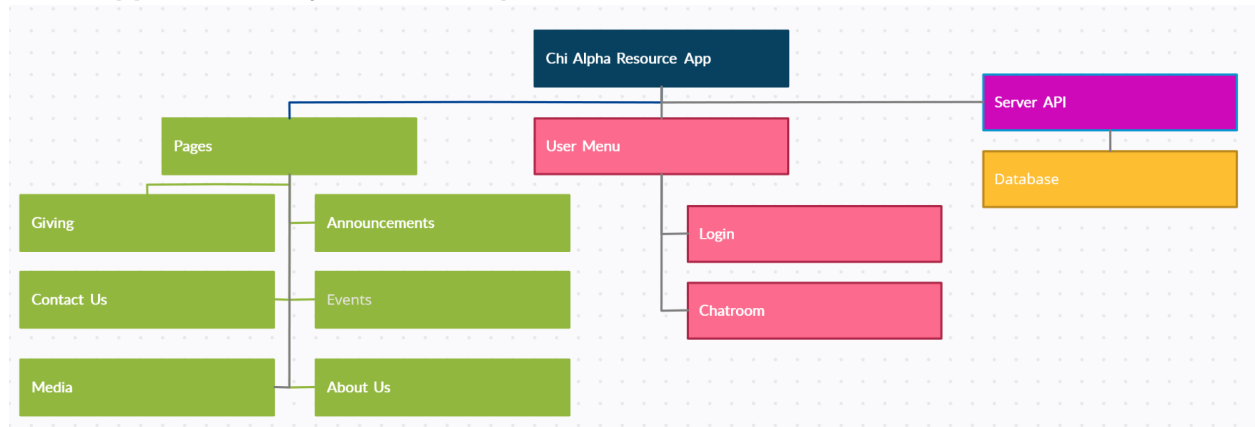 Chi Alpha Resource App
Server API
Pages
User Menu
Database
Giving
Announcements
Login
Contact Us
Events
Chatroom
Media
About Us